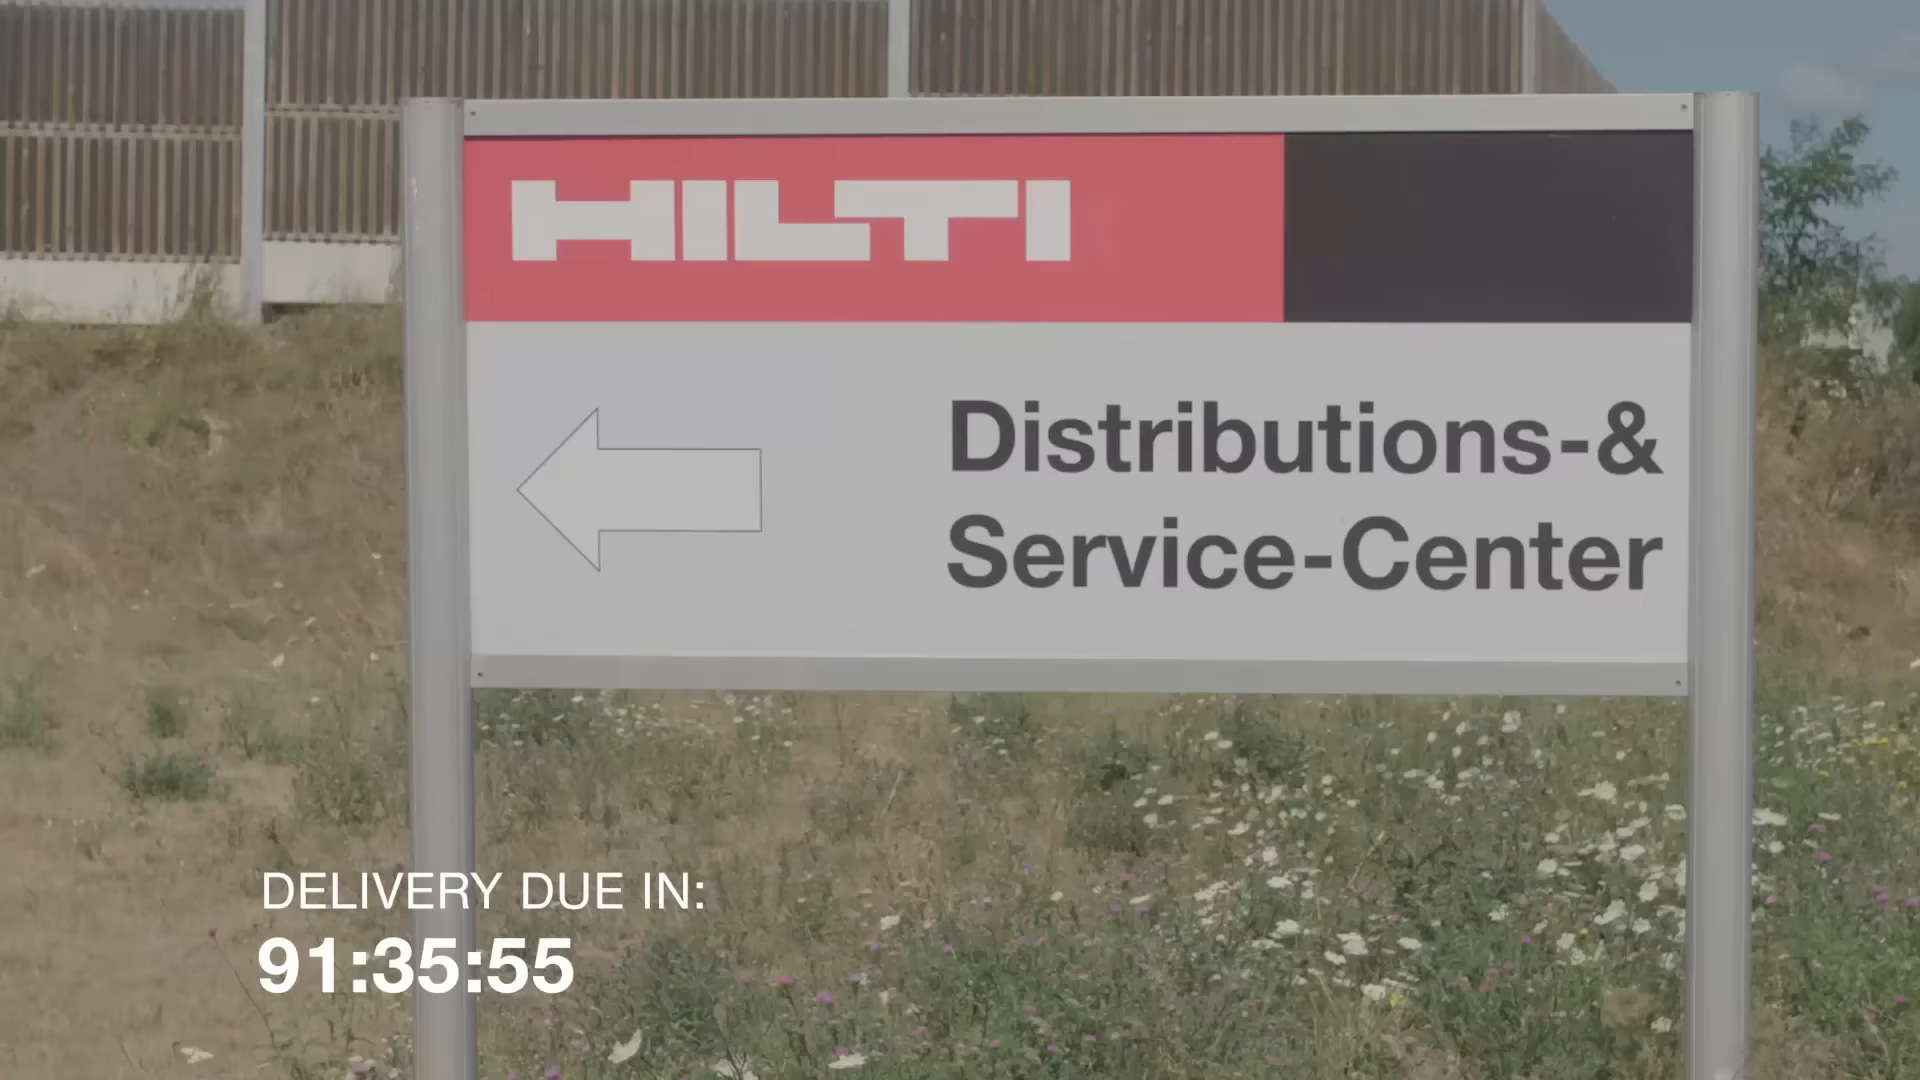 HILTI
Distributions-&
Service-Center
DELIVERY DUE IN:
91:35:55